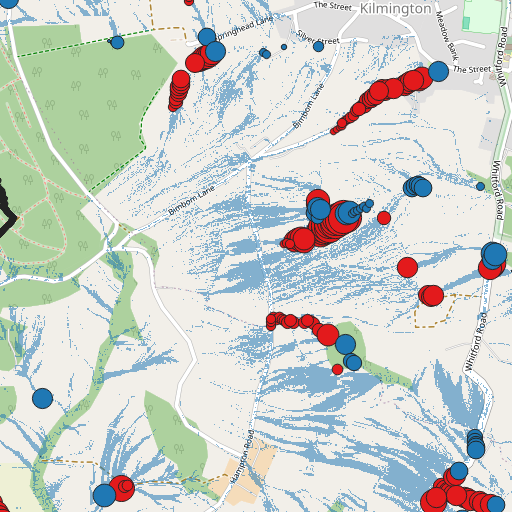 The Street
Kilmington
Springhead Lane
Silver Street
Meadow Bank
Whitford Road
The Street
Bimbom Lane
Bimbom Lane
Whitford Road
Whitford Road
Hampton Road